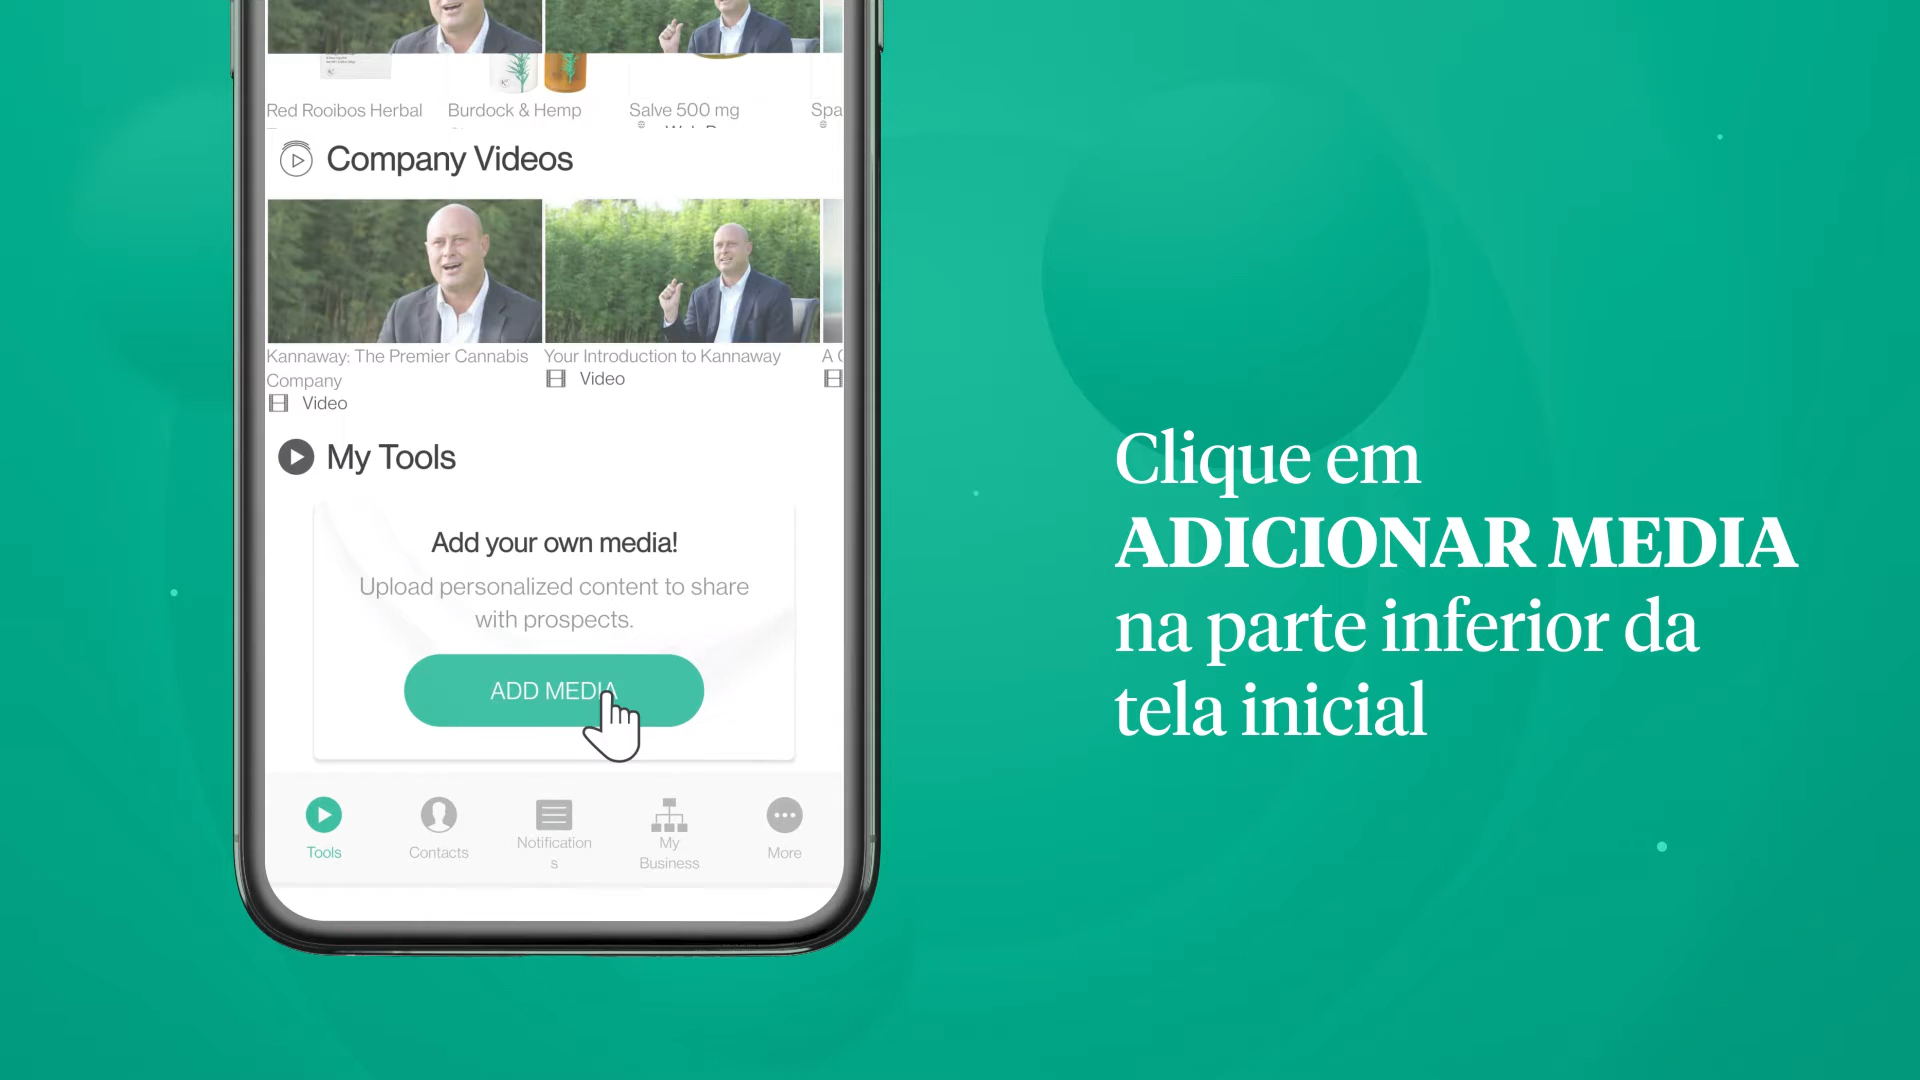 Red Rooibos Herbal
Burdock & Hemp
Salve 500 mg
Spa
Company Videos
Kannaway: The Premier Cannabis
Company
Video
Your Introduction to Kannaway
Video
A
My Tools
Add your own media!
Upload personalized content to share
with prospects.
ADD MEDIA
Tools
Contacts
Notification
s
My
Business
More
Clique em
ADICIONAR MEDIA
na parte inferior da
tela inicial